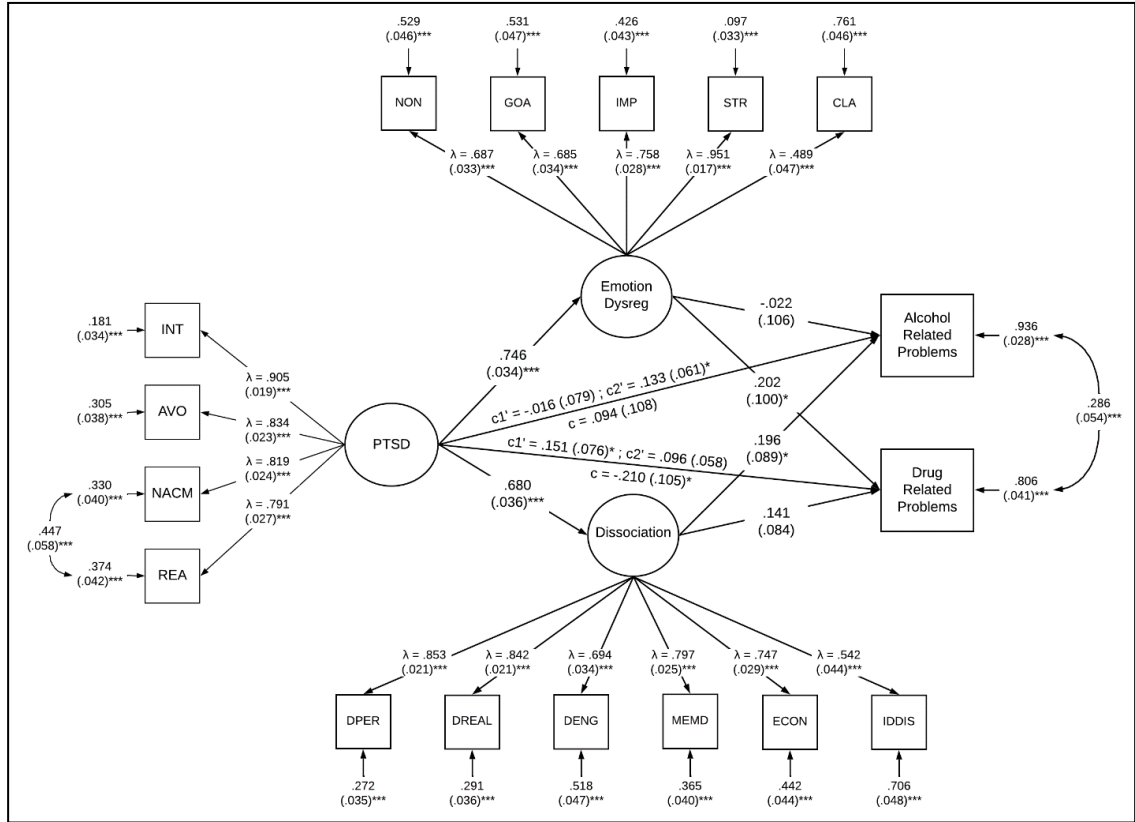 .529
(.046)***
.531
(.047)***
.426
(.043)***
.097
(.033)***
.761
(.046)***
NON
GOA
IMP
STR
CLA
λ = .687
(.033)***
λ = .685
(.034)***
λ = .758
(.028)***
λ = .951
(.017)***
λ = .489
(.047)***
Emotion
Dysreg
-.022
(.106)
Alcohol
Related
Problems
.936
(.028)***
.181
(.034)***
INT
λ = .905
(.019)***
.746
(.034)***
.202
(.100)*
c1' = -.016 (.079) ; c2' = .133 (.061)*
c = .094 (.108)
.286
(.054)***
.305
(.038)***
AVO
λ = .834
(.023)***
PTSD
c1' = .151 (.076)* ; c2' = .096 (.058)
c = -.210 (.105)*
.196
(.089)*
Drug
Related
Problems
.806
(.041)***
.330
(.040)***
NACM
λ = .819
(.024)***
.680
(.036)***
.141
(.084)
.447
(.058)***
λ = .791
(.027)***
Dissociation
.374
(.042)***
REA
λ = .853
(.021)***
λ = .842
(.021)***
λ = .694
(.034)***
λ = .797
(.025)***
λ = .747
(.029)***
λ = .542
(.044)***
DPER
DREAL
DENG
MEMD
ECON
IDDIS
.272
(.035)***
.291
(.036)***
.518
(.047)***
.365
(.040)***
.442
(.044)***
.706
(.048)***